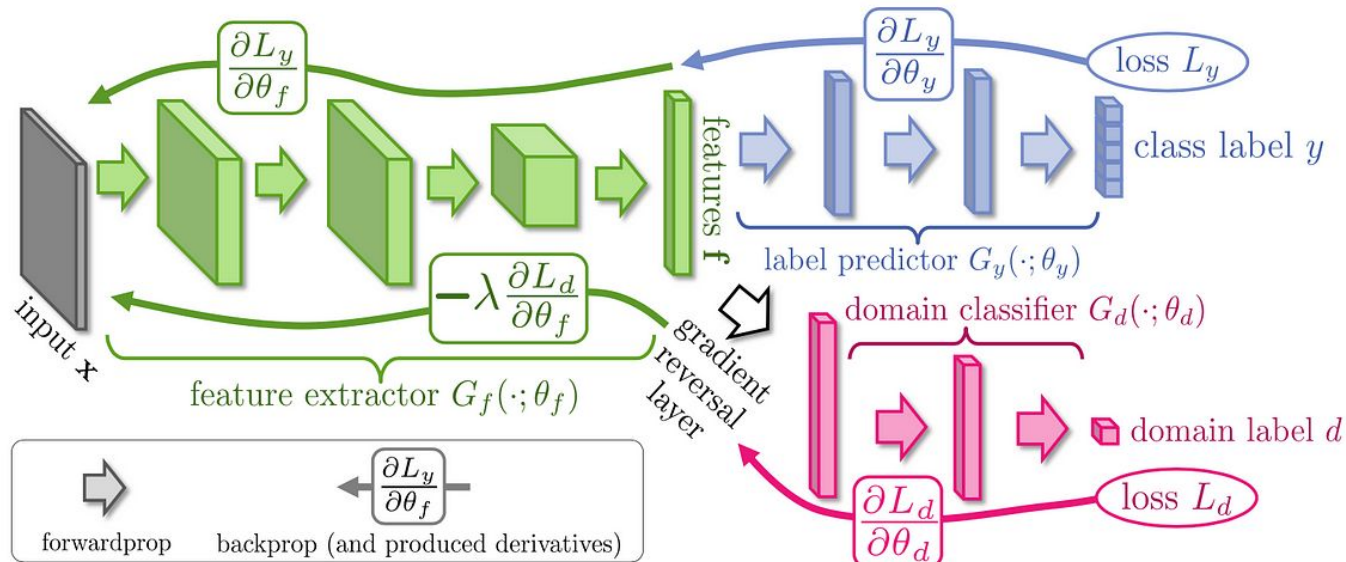 ∂L_y
∂θ_f
∂L_y
∂θ_y
loss L_y
input x
features f
class label y
label predictor G_y(·;θ_y)
−λ ∂L_d
∂θ_f
feature extractor G_f(·;θ_f)
gradient
reversal
layer
domain classifier G_d(·;θ_d)
domain label d
∂L_d
∂θ_d
loss L_d
forwardprop
∂L_y
∂θ_f
backprop (and produced derivatives)